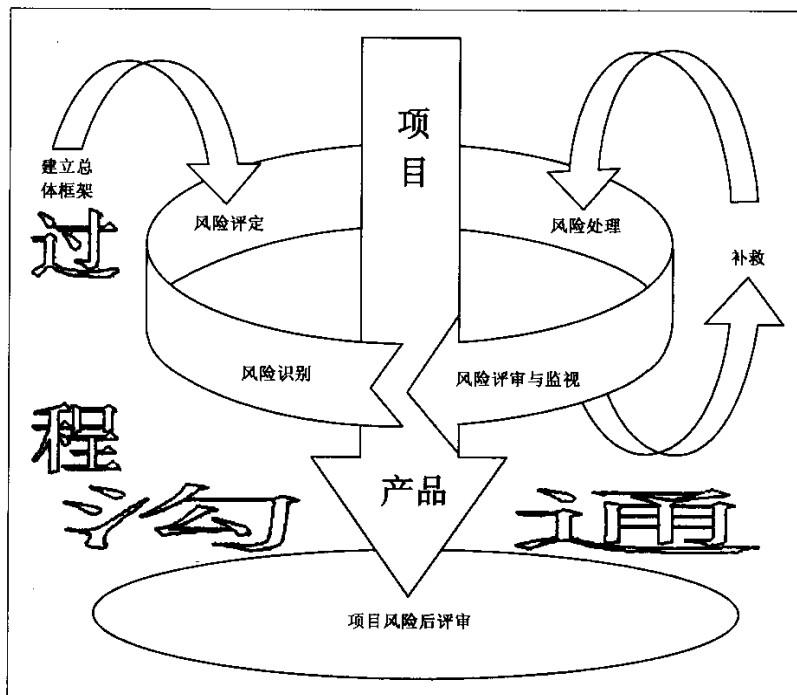 项
目
建立总
体框架
过
风险评定
风险处理
补救
风险识别
风险评审与监视
程
产品
沟通
项目风险后评审